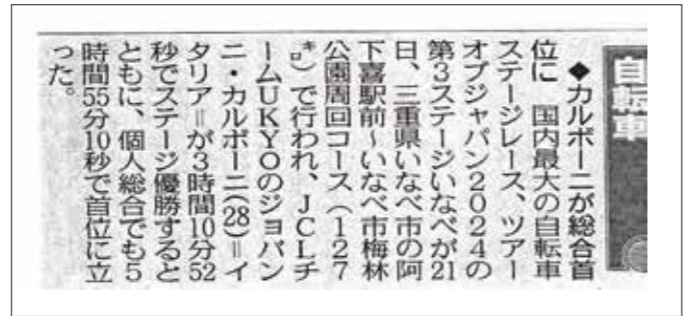 自転車
◆カルボーニが総合首
位に　国内最大の自転車
ステージレース、ツアー
オブジャパン2024の
第3ステージいなべが21
日、三重県いなべ市の阿
下喜駅前～いなべ市梅林
公園周回コース（127
㌔）で行われ、JCLチ
ームUKYOのジョバン
ニ・カルボーニ(28)＝イ
タリア＝が3時間10分52
秒でステージ優勝すると
ともに、個人総合でも5
時間55分10秒で首位に立
った。